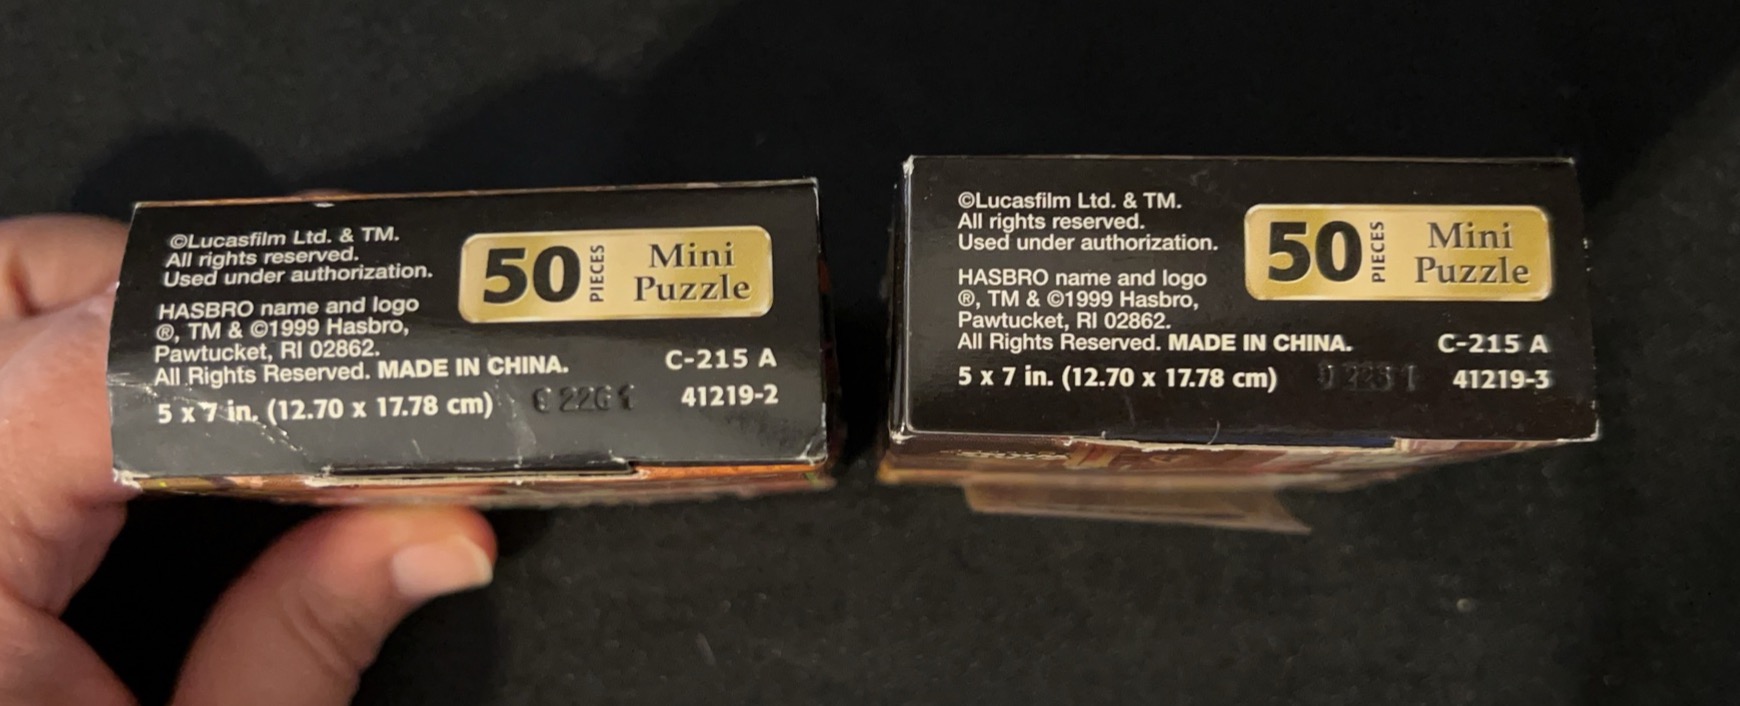 ©Lucasfilm Ltd. & TM.
All rights reserved.
Used under authorization.
HASBRO name and logo
®, TM & ©1999 Hasbro,
Pawtucket, RI 02862.
All Rights Reserved. MADE IN CHINA.
5 x 7 in. (12.70 x 17.78 cm)
50 PIECES
Mini
Puzzle
C-215 A
41219-2
©Lucasfilm Ltd. & TM.
All rights reserved.
Used under authorization.
HASBRO name and logo
®, TM & ©1999 Hasbro,
Pawtucket, RI 02862.
All Rights Reserved. MADE IN CHINA.
5 x 7 in. (12.70 x 17.78 cm)
50 PIECES
Mini
Puzzle
C-215 A
41219-3